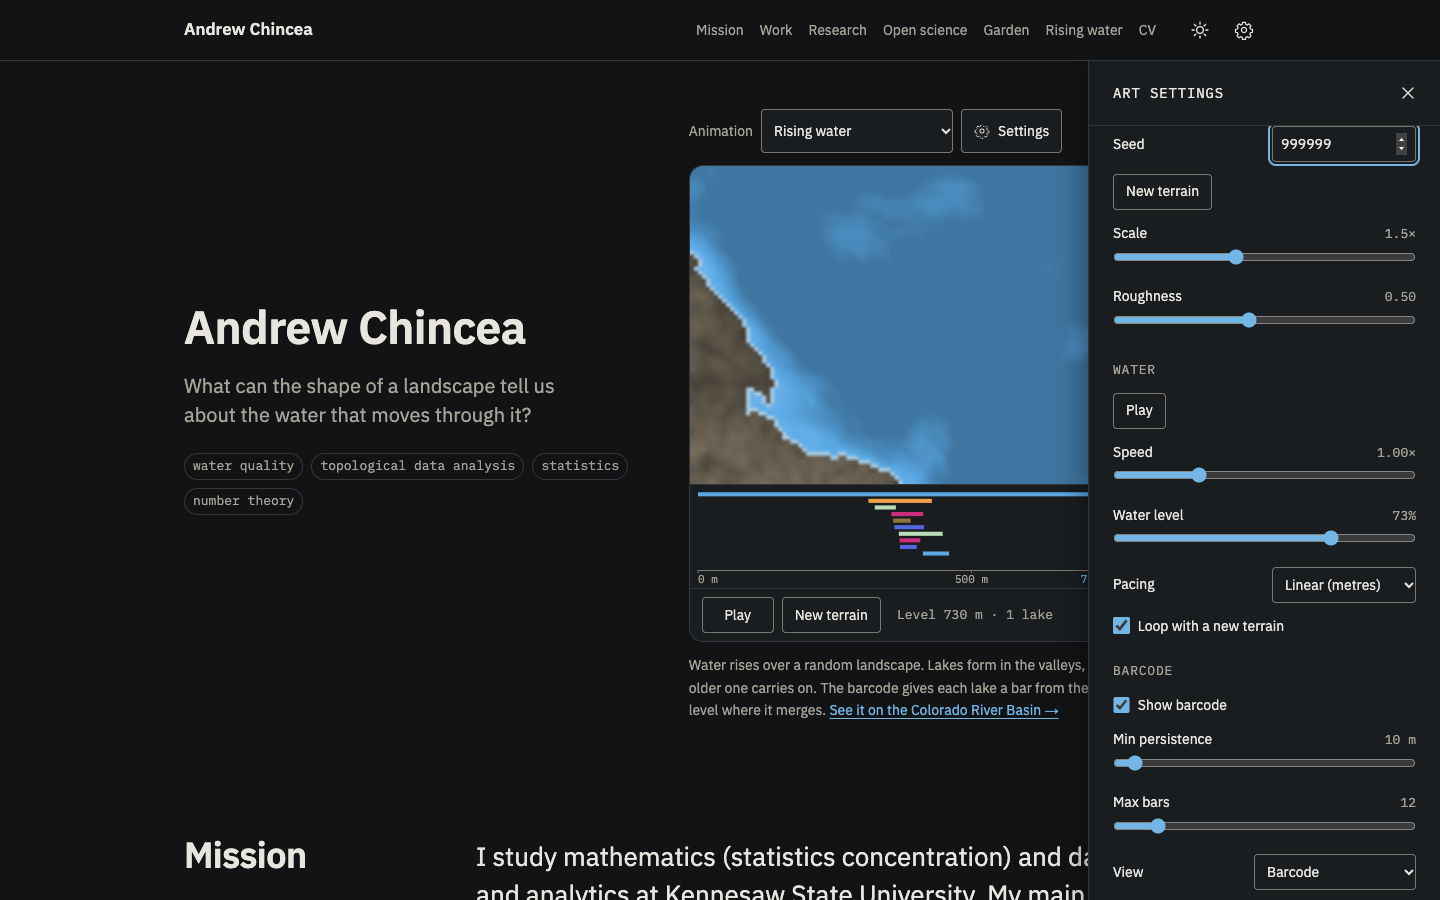 Andrew Chincea
Mission Work Research Open science Garden Rising water CV
ART SETTINGS
Animation Rising water Settings
Seed 999999
New terrain
Scale 1.5×
Roughness 0.50
WATER
Play
Speed 1.00×
Water level 73%
Pacing Linear (metres)
Loop with a new terrain
BARCODE
Show barcode
Min persistence 10 m
Max bars 12
View Barcode
Andrew Chincea
What can the shape of a landscape tell us
about the water that moves through it?
water quality topological data analysis statistics
number theory
0 m 500 m 7
Play New terrain Level 730 m · 1 lake
Water rises over a random landscape. Lakes form in the valleys,
older one carries on. The barcode gives each lake a bar from the
level where it merges. See it on the Colorado River Basin →
Mission
I study mathematics (statistics concentration) and da
and analytics at Kennesaw State University. My main